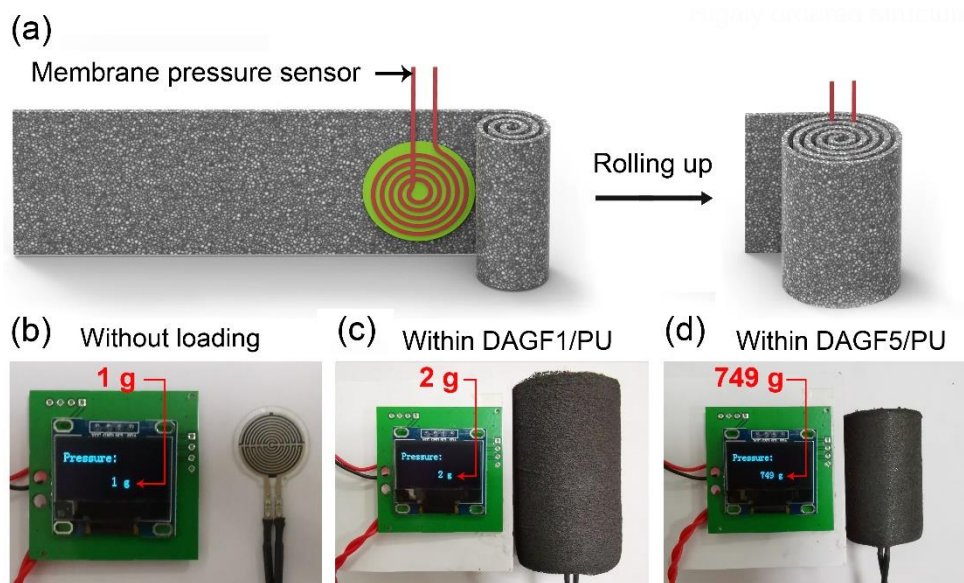 (a)
Membrane pressure sensor
Rolling up
(b) Without loading
(c) Within DAGF1/PU
(d) Within DAGF5/PU
1 g
2 g
749 g
Pressure:
1 g
Pressure:
2 g
Pressure:
749 g